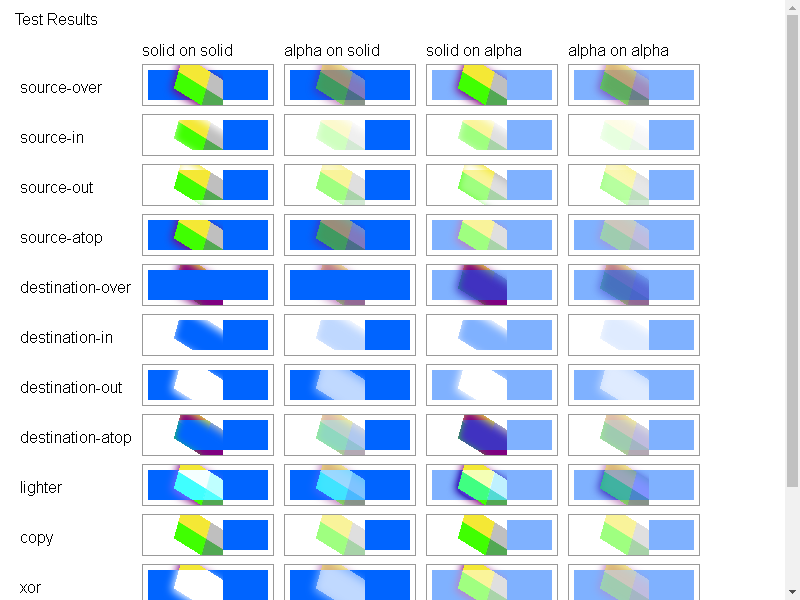 Test Results
solid on solid alpha on solid solid on alpha alpha on alpha
source-over
source-in
source-out
source-atop
destination-over
destination-in
destination-out
destination-atop
lighter
copy
xor